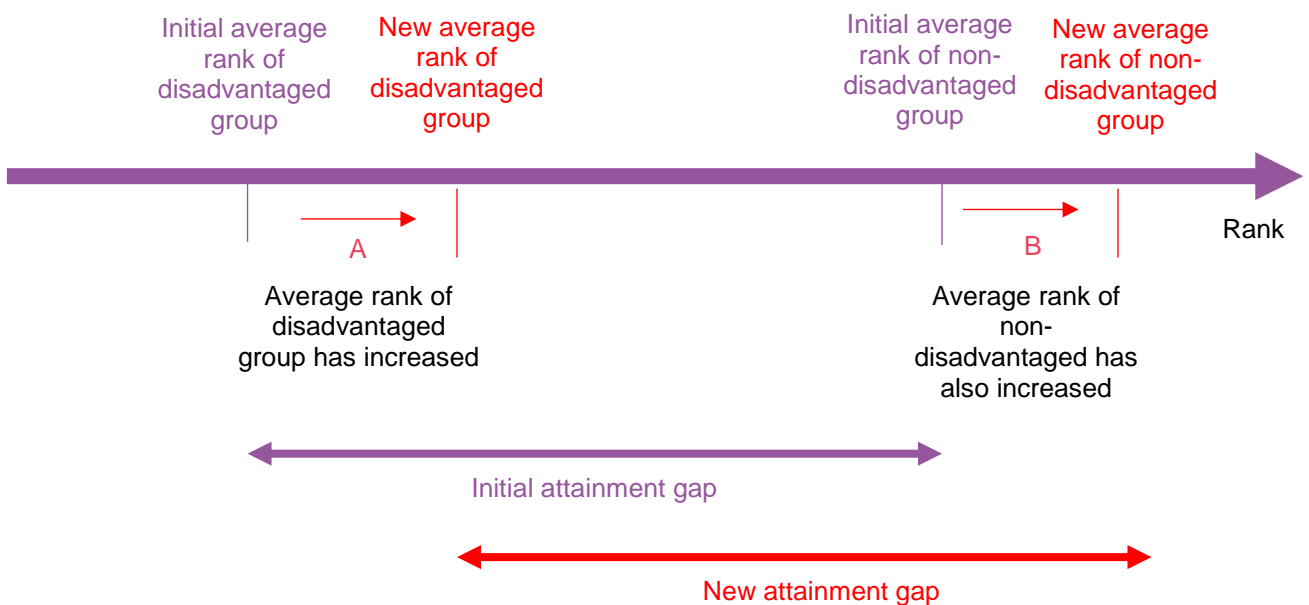 Initial average
rank of
disadvantaged
group
New average
rank of
disadvantaged
group
Initial average
rank of non-
disadvantaged
group
New average
rank of non-
disadvantaged
group
Rank
A
B
Average rank of
disadvantaged
group has increased
Average rank of
non-
disadvantaged has
also increased
Initial attainment gap
New attainment gap